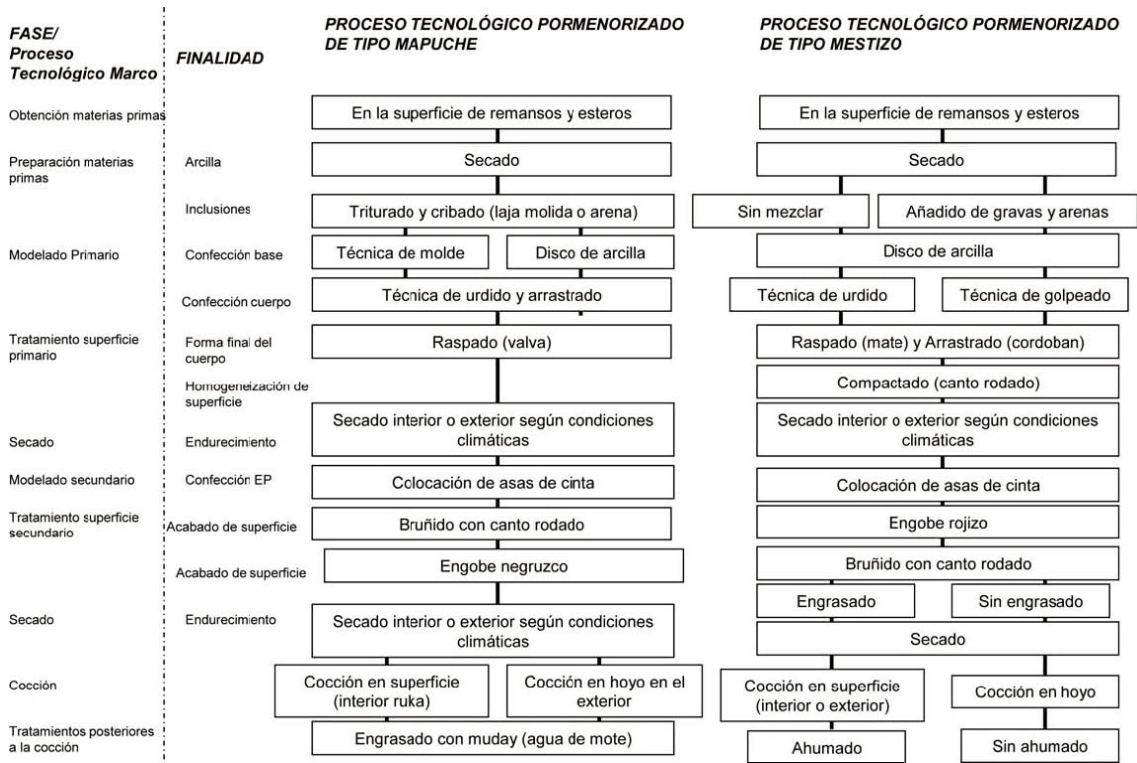 FASE/
Proceso
Tecnológico Marco
FINALIDAD
PROCESO TECNOLÓGICO PORMENORIZADO
DE TIPO MAPUCHE
PROCESO TECNOLÓGICO PORMENORIZADO
DE TIPO MESTIZO
Obtención materias primas
En la superficie de remansos y esteros
En la superficie de remansos y esteros
Preparación materias
primas
Arcilla
Secado
Secado
Inclusiones
Triturado y cribado (laja molida o arena)
Sin mezclar
Añadido de gravas y arenas
Modelado Primario
Confección base
Técnica de molde
Disco de arcilla
Disco de arcilla
Confección cuerpo
Técnica de urdido y arrastrado
Técnica de urdido
Técnica de golpeado
Tratamiento superficie
primario
Forma final del
cuerpo
Raspado (valva)
Raspado (mate) y Arrastrado (cordoban)
Homogeneización de
superficie
Compactado (canto rodado)
Secado
Endurecimiento
Secado interior o exterior según condiciones
climáticas
Secado interior o exterior según condiciones
climáticas
Modelado secundario
Confección EP
Colocación de asas de cinta
Colocación de asas de cinta
Tratamiento superficie
secundario
Acabado de superficie
Bruñido con canto rodado
Engobe rojizo
Acabado de superficie
Engobe negruzco
Bruñido con canto rodado
Engrasado
Sin engrasado
Secado
Endurecimiento
Secado interior o exterior según condiciones
climáticas
Secado
Cocción
Cocción en superficie
(interior ruka)
Cocción en hoyo en el
exterior
Cocción en superficie
(interior o exterior)
Cocción en hoyo
Tratamientos posteriores
a la cocción
Engrasado con muday (agua de mote)
Ahumado
Sin ahumado